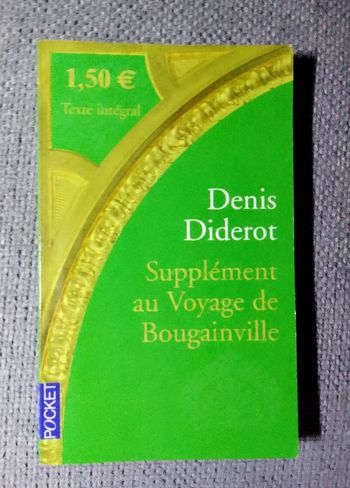 1,50 €
Texte intégral
Denis
Diderot
Supplément
au Voyage de
Bougainville
POCKET